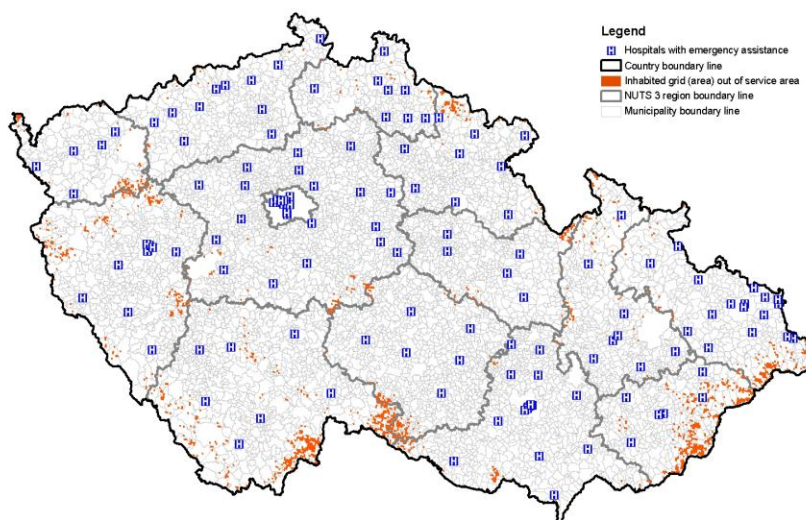 Legend
H Hospitals with emergency assistance
Country boundary line
Inhabited grid (area) out of service area
NUTS 3 region boundary line
Municipality boundary line